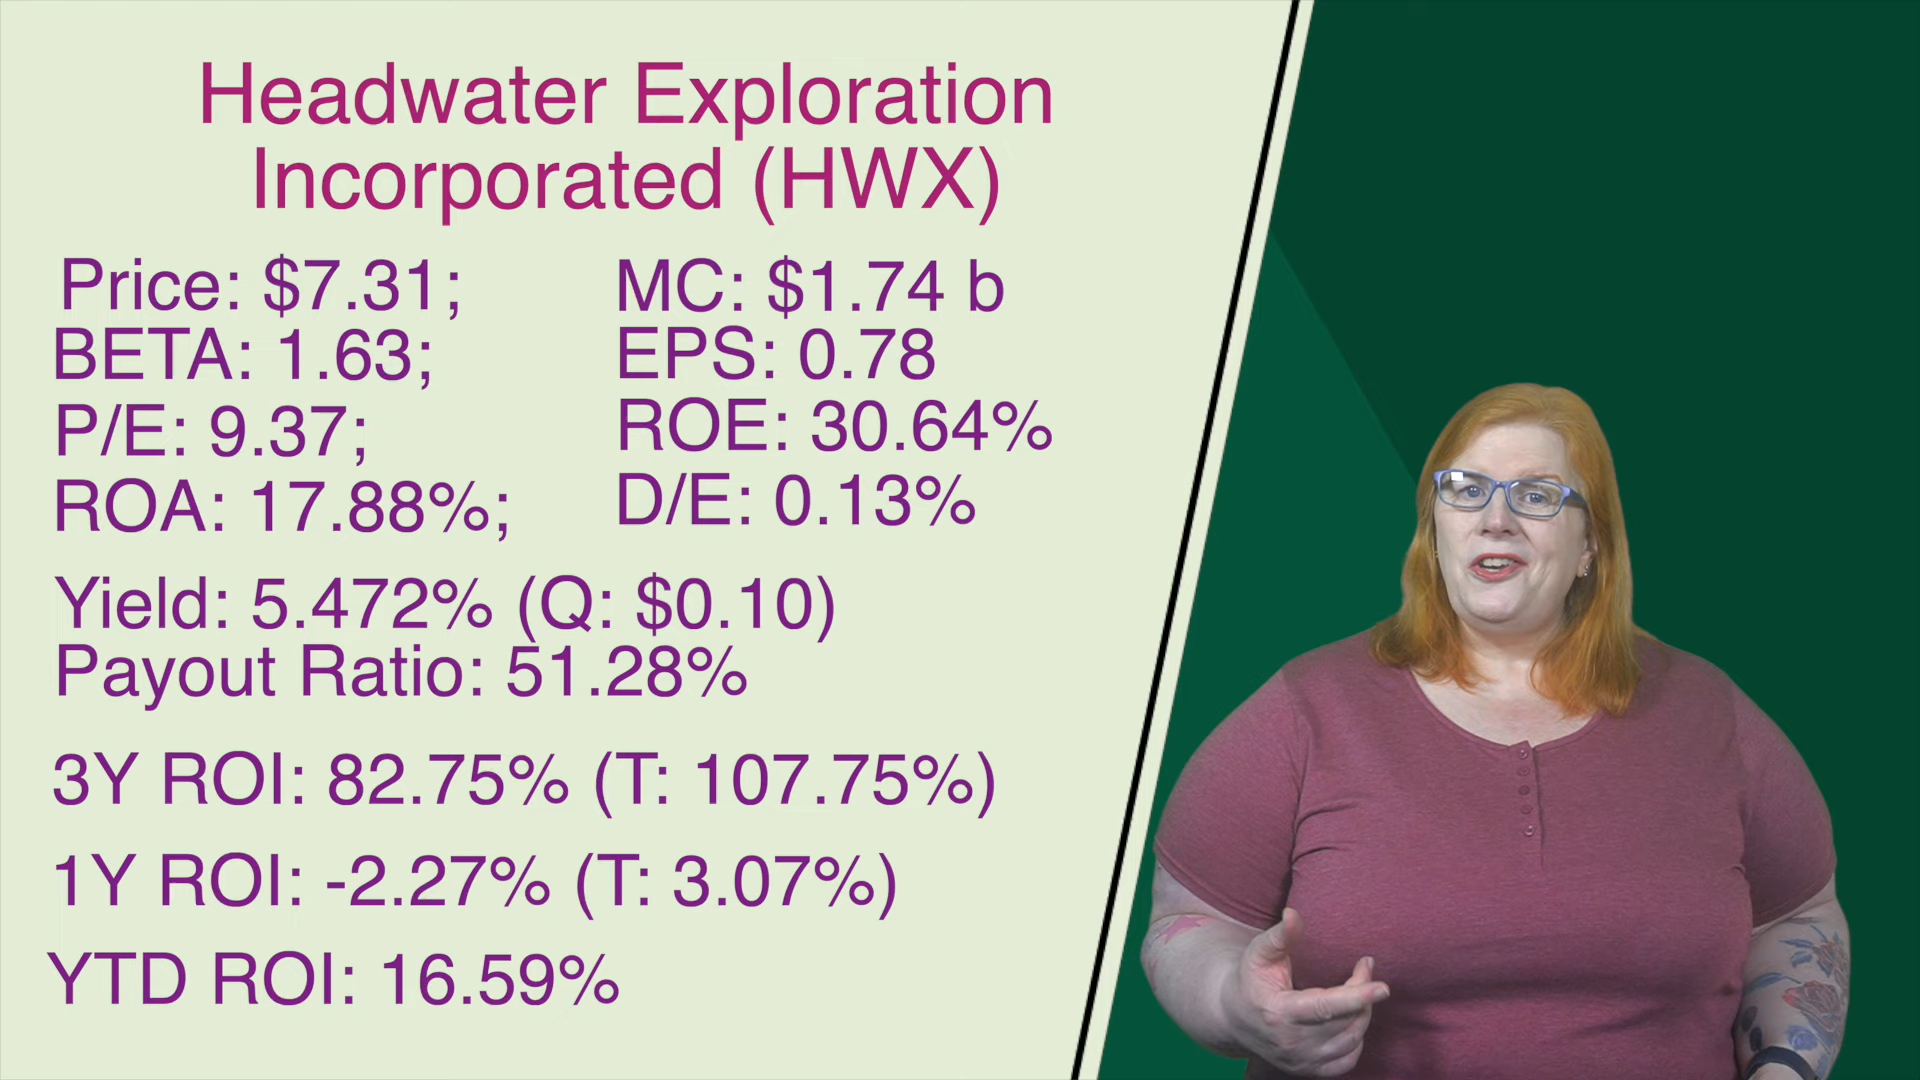 Headwater Exploration
Incorporated (HWX)
Price: $7.31; MC: $1.74 b
BETA: 1.63; EPS: 0.78
P/E: 9.37; ROE: 30.64%
ROA: 17.88%; D/E: 0.13%
Yield: 5.472% (Q: $0.10)
Payout Ratio: 51.28%
3Y ROI: 82.75% (T: 107.75%)
1Y ROI: -2.27% (T: 3.07%)
YTD ROI: 16.59%